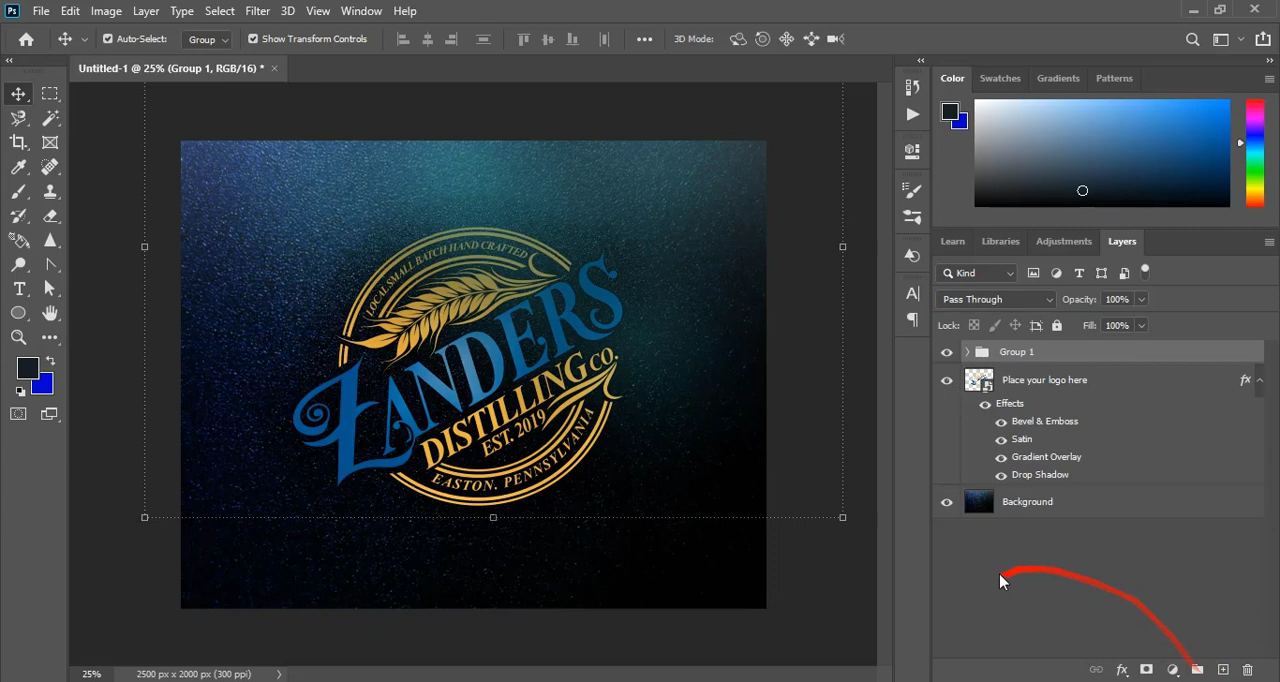 Ps File Edit Image Layer Type Select Filter 3D View Window Help
Auto-Select: Group Show Transform Controls 3D Mode:
Untitled-1 @ 25% (Group 1, RGB/16) *
Color Swatches Gradients Patterns
Learn Libraries Adjustments Layers
Kind
Pass Through Opacity: 100%
Lock: Fill: 100%
Group 1
Place your logo here fx
Effects
Bevel & Emboss
Satin
Gradient Overlay
Drop Shadow
Background
LOCAL SMALL BATCH HAND CRAFTED
LANDERS
DISTILLING CO.
EST. 2019
EASTON, PENNSYLVANIA
25% 2500 px x 2000 px (300 ppi)
fx